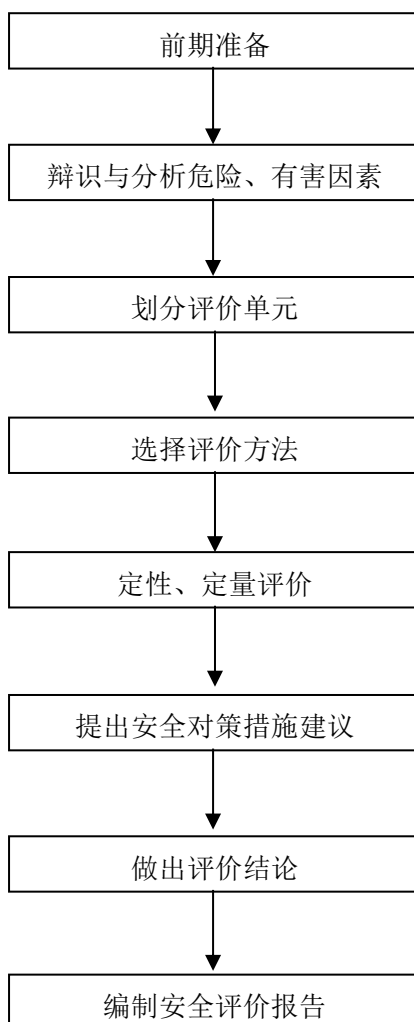 前期准备
辩识与分析危险、有害因素
划分评价单元
选择评价方法
定性、定量评价
提出安全对策措施建议
做出评价结论
编制安全评价报告